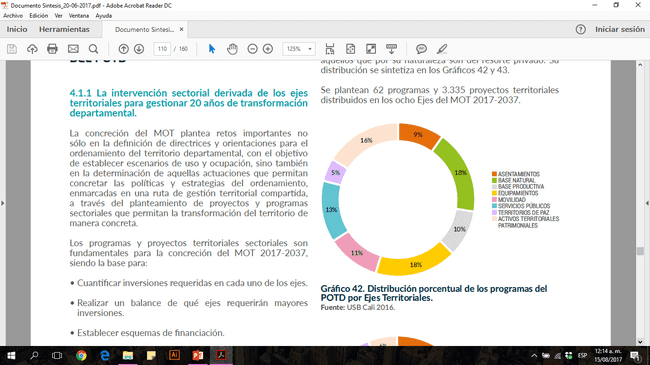 Documento Sintesis_20-06-2017.pdf - Adobe Acrobat Reader DC
Archivo Edición Ver Ventana Ayuda
Inicio Herramientas Documento Sintesis... × Iniciar sesión
110 / 160 125%
DEL POTD
4.1.1 La intervención sectorial derivada de los ejes
territoriales para gestionar 20 años de transformación
departamental.
La concreción del MOT plantea retos importantes no
sólo en la definición de directrices y orientaciones para el
ordenamiento del territorio departamental, con el objetivo
de establecer escenarios de uso y ocupación, sino también
en la determinación de aquellas actuaciones que permitan
concretar las políticas y estrategias del ordenamiento,
enmarcadas en una ruta de gestión territorial compartida,
a través del planteamiento de proyectos y programas
sectoriales que permitan la transformación del territorio de
manera concreta.
Los programas y proyectos territoriales sectoriales son
fundamentales para la concreción del MOT 2017-2037,
siendo la base para:
• Cuantificar inversiones requeridas en cada uno de los ejes.
• Realizar un balance de qué ejes requerirán mayores
inversiones.
• Establecer esquemas de financiación.
aquellos que por su naturaleza son del resorte privado. Su
distribución se sintetiza en los Gráficos 42 y 43.
Se plantean 62 programas y 3.335 proyectos territoriales
distribuidos en los ocho Ejes del MOT 2017-2037.
9%
18%
10%
18%
11%
13%
5%
16%
ASENTAMIENTOS
BASE NATURAL
BASE PRODUCTIVA
EQUIPAMIENTOS
MOVILIDAD
SERVICIOS PÚBLICOS
TERRITORIOS DE PAZ
ACTIVOS TERRITORIALES
PATRIMONIALES
Gráfico 42. Distribución porcentual de los programas del
POTD por Ejes Territoriales.
Fuente: USB Cali 2016.
ESP
12:14 a. m.
15/08/2017